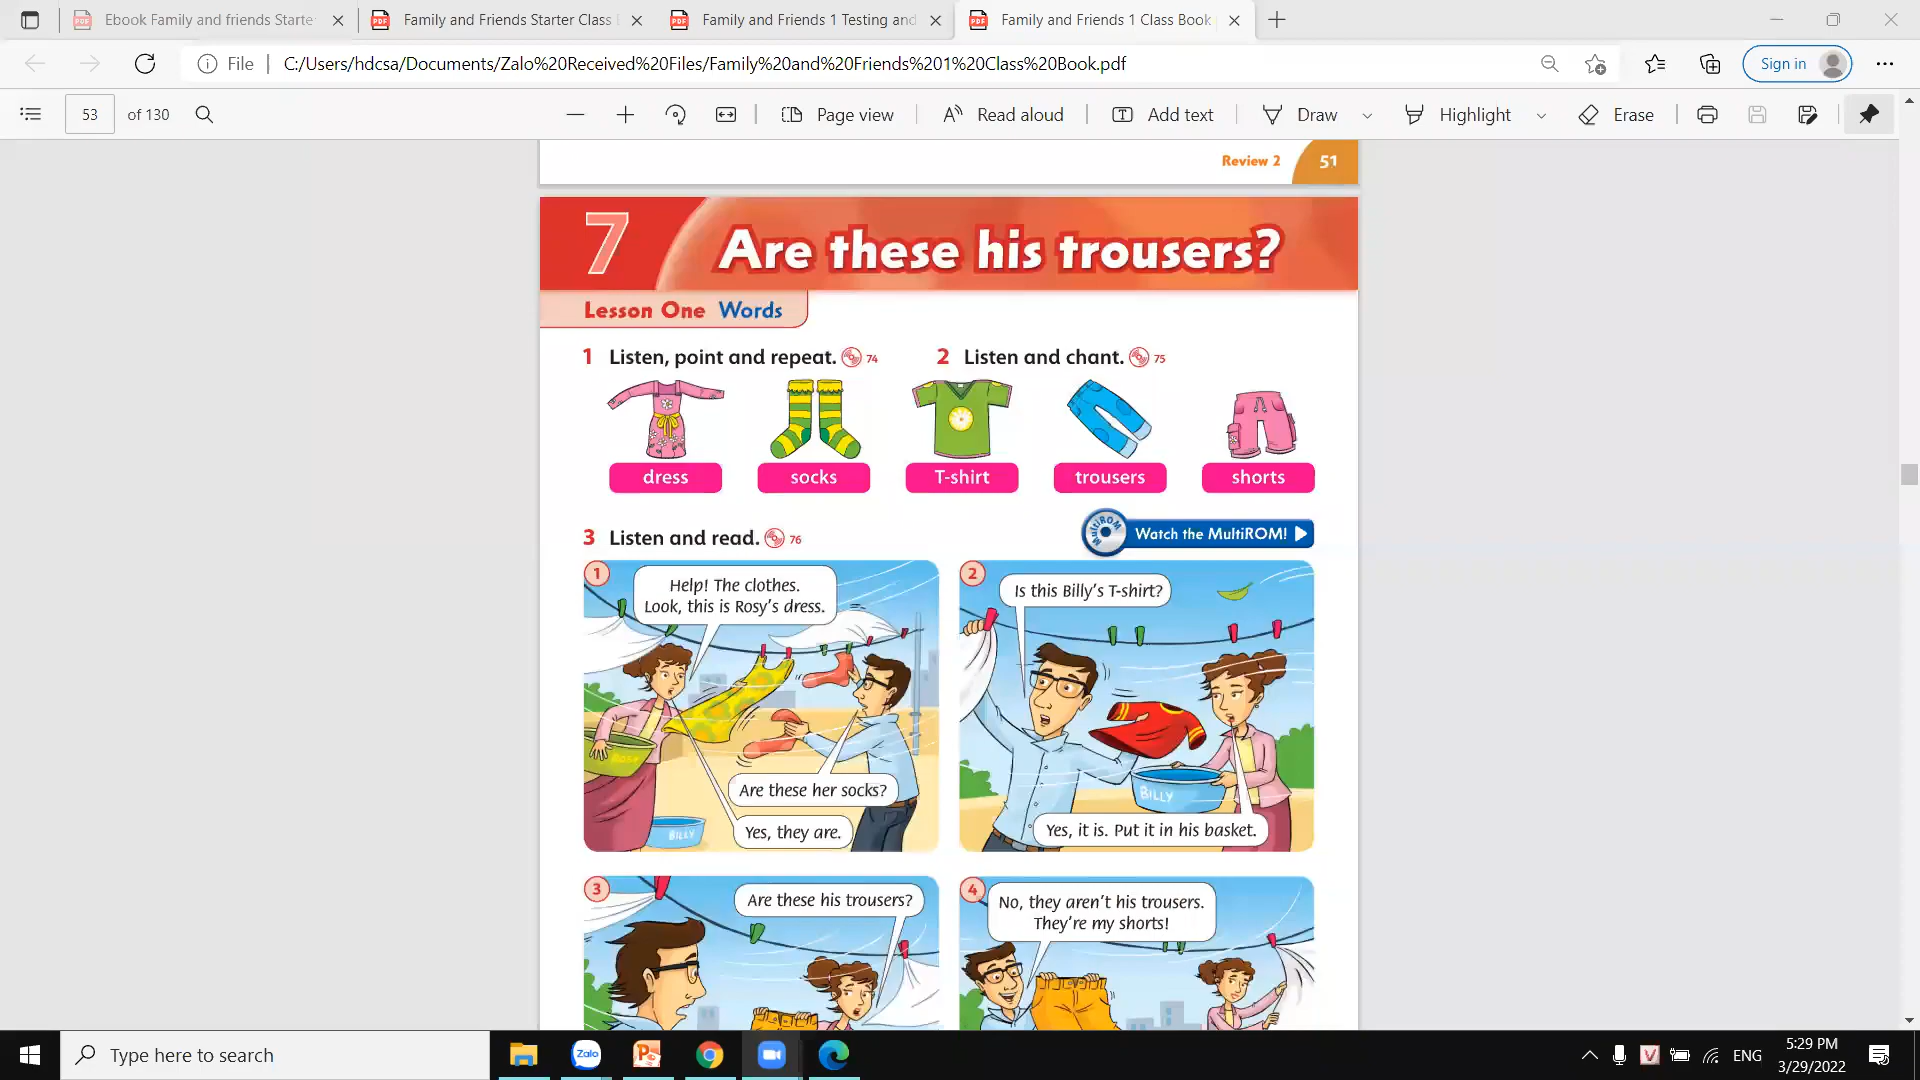 Ebook Family and friends Starte
Family and Friends Starter Class
Family and Friends 1 Testing and
Family and Friends 1 Class Book
File
C:/Users/hdcsa/Documents/Zalo%20Received%20Files/Family%20and%20Friends%201%20Class%20Book.pdf
Sign in
53 of 130
Page view
Read aloud
Add text
Draw
Highlight
Erase
Review 2 51
7 Are these his trousers?
Lesson One Words
1 Listen, point and repeat. 74
2 Listen and chant. 75
dress
socks
T-shirt
trousers
shorts
3 Listen and read. 76
MultiROM
Watch the MultiROM!
1
Help! The clothes.
Look, this is Rosy's dress.
Are these her socks?
Yes, they are.
BILLY
2
Is this Billy's T-shirt?
BILLY
Yes, it is. Put it in his basket.
3
Are these his trousers?
4
No, they aren't his trousers.
They're my shorts!
Type here to search
Zalo
ENG
5:29 PM
3/29/2022